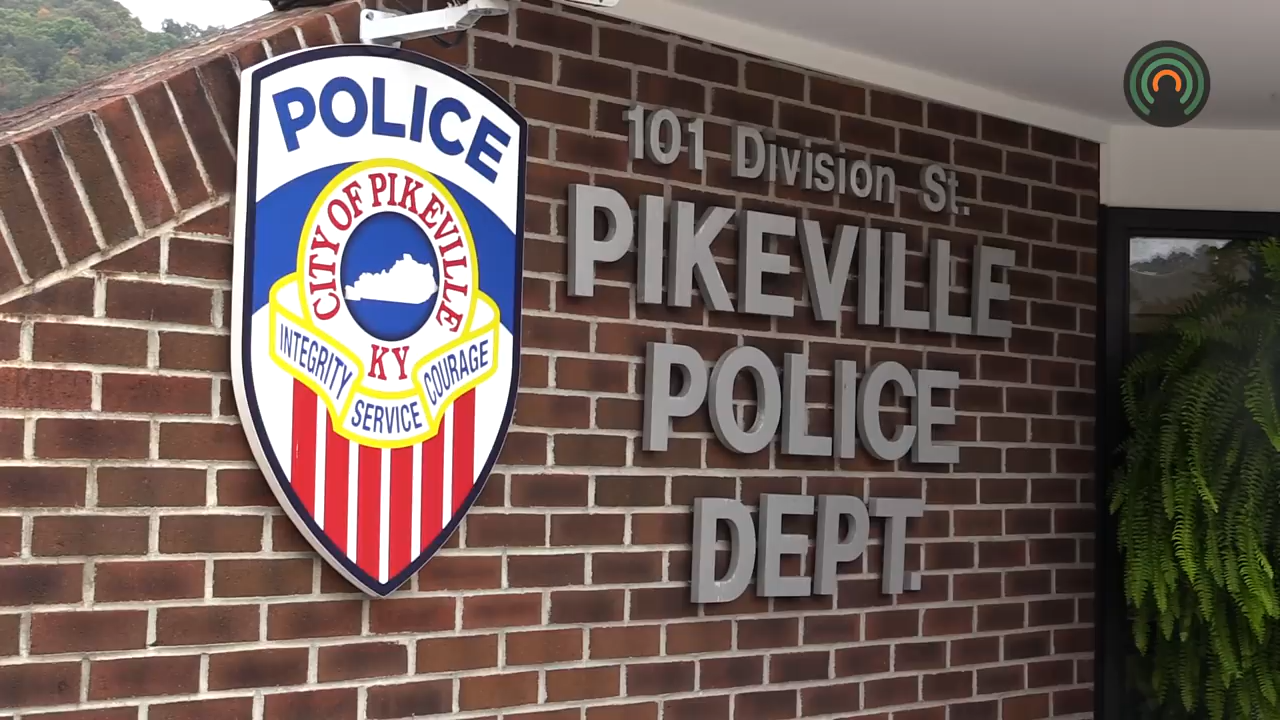 POLICE
CITY OF PIKEVILLE
KY
INTEGRITY
SERVICE
COURAGE
101 Division St.
PIKEVILLE
POLICE
DEPT.